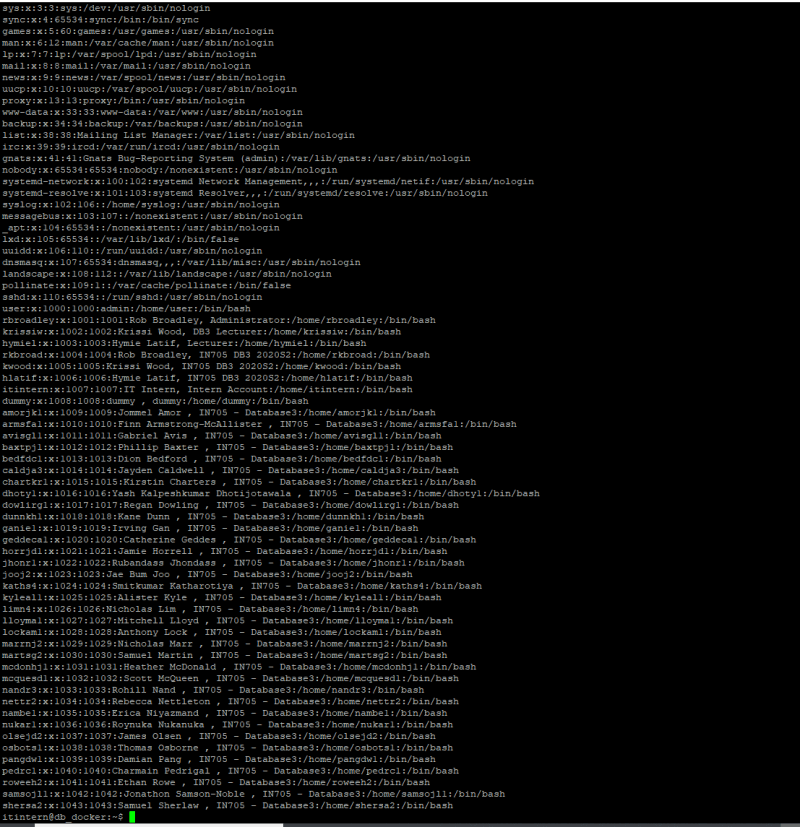 sys:x:3:3:sys:/dev:/usr/sbin/nologin
sync:x:4:65534:sync:/bin:/bin/sync
games:x:5:60:games:/usr/games:/usr/sbin/nologin
man:x:6:12:man:/var/cache/man:/usr/sbin/nologin
lp:x:7:7:lp:/var/spool/lpd:/usr/sbin/nologin
mail:x:8:8:mail:/var/mail:/usr/sbin/nologin
news:x:9:9:news:/var/spool/news:/usr/sbin/nologin
uucp:x:10:10:uucp:/var/spool/uucp:/usr/sbin/nologin
proxy:x:13:13:proxy:/bin:/usr/sbin/nologin
www-data:x:33:33:www-data:/var/www:/usr/sbin/nologin
backup:x:34:34:backup:/var/backups:/usr/sbin/nologin
list:x:38:38:Mailing List Manager:/var/list:/usr/sbin/nologin
irc:x:39:39:ircd:/var/run/ircd:/usr/sbin/nologin
gnats:x:41:41:Gnats Bug-Reporting System (admin):/var/lib/gnats:/usr/sbin/nologin
nobody:x:65534:65534:nobody:/nonexistent:/usr/sbin/nologin
systemd-network:x:100:102:systemd Network Management,,,:/run/systemd/netif:/usr/sbin/nologin
systemd-resolve:x:101:103:systemd Resolver,,,:/run/systemd/resolve:/usr/sbin/nologin
syslog:x:102:106::/home/syslog:/usr/sbin/nologin
messagebus:x:103:107::/nonexistent:/usr/sbin/nologin
_apt:x:104:65534::/nonexistent:/usr/sbin/nologin
lxd:x:105:65534::/var/lib/lxd/:/bin/false
uuidd:x:106:110::/run/uuidd:/usr/sbin/nologin
dnsmasq:x:107:65534:dnsmasq,,,:/var/lib/misc:/usr/sbin/nologin
landscape:x:108:112::/var/lib/landscape:/usr/sbin/nologin
pollinate:x:109:1::/var/cache/pollinate:/bin/false
sshd:x:110:65534::/run/sshd:/usr/sbin/nologin
user:x:1000:1000:admin:/home/user:/bin/bash
rbroadley:x:1001:1001:Rob Broadley, Administrator:/home/rbroadley:/bin/bash
krissiw:x:1002:1002:Krissi Wood, DB3 Lecturer:/home/krissiw:/bin/bash
hymiel:x:1003:1003:Hymie Latif, Lecturer:/home/hymiel:/bin/bash
rkbroad:x:1004:1004:Rob Broadley, IN705 DB3 2020S2:/home/rkbroad:/bin/bash
kwood:x:1005:1005:Krissi Wood, IN705 DB3 2020S2:/home/kwood:/bin/bash
hlatif:x:1006:1006:Hymie Latif, IN705 DB3 2020S2:/home/hlatif:/bin/bash
itintern:x:1007:1007:IT Intern, Intern Account:/home/itintern:/bin/bash
dummy:x:1008:1008:dummy , dummy:/home/dummy:/bin/bash
amorjk1:x:1009:1009:Jommel Amor , IN705 - Database3:/home/amorjk1:/bin/bash
armsfa1:x:1010:1010:Finn Armstrong-McAllister , IN705 - Database3:/home/armsfa1:/bin/bash
avisgl1:x:1011:1011:Gabriel Avis , IN705 - Database3:/home/avisgl1:/bin/bash
baxtpj1:x:1012:1012:Phillip Baxter , IN705 - Database3:/home/baxtpj1:/bin/bash
bedfdc1:x:1013:1013:Dion Bedford , IN705 - Database3:/home/bedfdc1:/bin/bash
caldja3:x:1014:1014:Jayden Caldwell , IN705 - Database3:/home/caldja3:/bin/bash
chartkr1:x:1015:1015:Kirstin Charters , IN705 - Database3:/home/chartkr1:/bin/bash
dhoty1:x:1016:1016:Yash Kalpeshkumar Dhotijotawala , IN705 - Database3:/home/dhoty1:/bin/bash
dowlirg1:x:1017:1017:Regan Dowling , IN705 - Database3:/home/dowlirg1:/bin/bash
dunnkh1:x:1018:1018:Kane Dunn , IN705 - Database3:/home/dunnkh1:/bin/bash
ganie1:x:1019:1019:Irving Gan , IN705 - Database3:/home/ganie1:/bin/bash
geddeca1:x:1020:1020:Catherine Geddes , IN705 - Database3:/home/geddeca1:/bin/bash
horrjd1:x:1021:1021:Jamie Horrell , IN705 - Database3:/home/horrjd1:/bin/bash
jhonr1:x:1022:1022:Rubandass Jhondass , IN705 - Database3:/home/jhonr1:/bin/bash
jooj2:x:1023:1023:Jae Bum Joo , IN705 - Database3:/home/jooj2:/bin/bash
kaths4:x:1024:1024:Smitkumar Katharotiya , IN705 - Database3:/home/kaths4:/bin/bash
kyleal1:x:1025:1025:Alister Kyle , IN705 - Database3:/home/kyleal1:/bin/bash
limn4:x:1026:1026:Nicholas Lim , IN705 - Database3:/home/limn4:/bin/bash
lloyma1:x:1027:1027:Mitchell Lloyd , IN705 - Database3:/home/lloyma1:/bin/bash
lockam1:x:1028:1028:Anthony Lock , IN705 - Database3:/home/lockam1:/bin/bash
marrnj2:x:1029:1029:Nicholas Marr , IN705 - Database3:/home/marrnj2:/bin/bash
martsg2:x:1030:1030:Samuel Martin , IN705 - Database3:/home/martsg2:/bin/bash
mcdonhj1:x:1031:1031:Heather McDonald , IN705 - Database3:/home/mcdonhj1:/bin/bash
mcquesd1:x:1032:1032:Scott McQueen , IN705 - Database3:/home/mcquesd1:/bin/bash
nandr3:x:1033:1033:Rohill Nand , IN705 - Database3:/home/nandr3:/bin/bash
nettr2:x:1034:1034:Rebecca Nettleton , IN705 - Database3:/home/nettr2:/bin/bash
nambe1:x:1035:1035:Erica Niyazmand , IN705 - Database3:/home/nambe1:/bin/bash
nukar1:x:1036:1036:Roynuka Nukanuka , IN705 - Database3:/home/nukar1:/bin/bash
olsejd2:x:1037:1037:James Olsen , IN705 - Database3:/home/olsejd2:/bin/bash
osbots1:x:1038:1038:Thomas Osborne , IN705 - Database3:/home/osbots1:/bin/bash
pangdw1:x:1039:1039:Damian Pang , IN705 - Database3:/home/pangdw1:/bin/bash
pedrc1:x:1040:1040:Charmain Pedrigal , IN705 - Database3:/home/pedrc1:/bin/bash
roweeh2:x:1041:1041:Ethan Rowe , IN705 - Database3:/home/roweeh2:/bin/bash
samsojl1:x:1042:1042:Jonathon Samson-Noble , IN705 - Database3:/home/samsojl1:/bin/bash
shersa2:x:1043:1043:Samuel Sherlaw , IN705 - Database3:/home/shersa2:/bin/bash
itintern@db_docker:~$